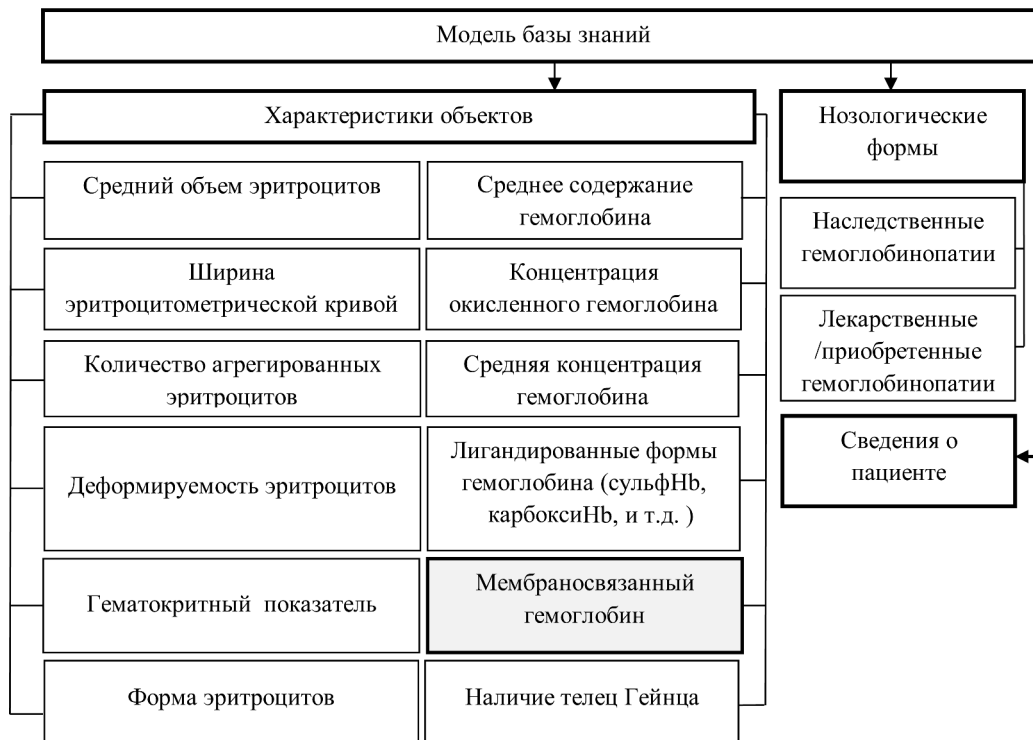 Модель базы знаний
Характеристики объектов
Средний объем эритроцитов
Среднее содержание
гемоглобина
Ширина
эритроцитометрической кривой
Концентрация
окисленного гемоглобина
Количество агрегированных
эритроцитов
Средняя концентрация
гемоглобина
Деформируемость эритроцитов
Лигандированные формы
гемоглобина (сульфHb,
карбоксиHb, и т.д. )
Гематокритный показатель
Мембраносвязанный
гемоглобин
Форма эритроцитов
Наличие телец Гейнца
Нозологические
формы
Наследственные
гемоглобинопатии
Лекарственные
/приобретенные
гемоглобинопатии
Сведения о
пациенте